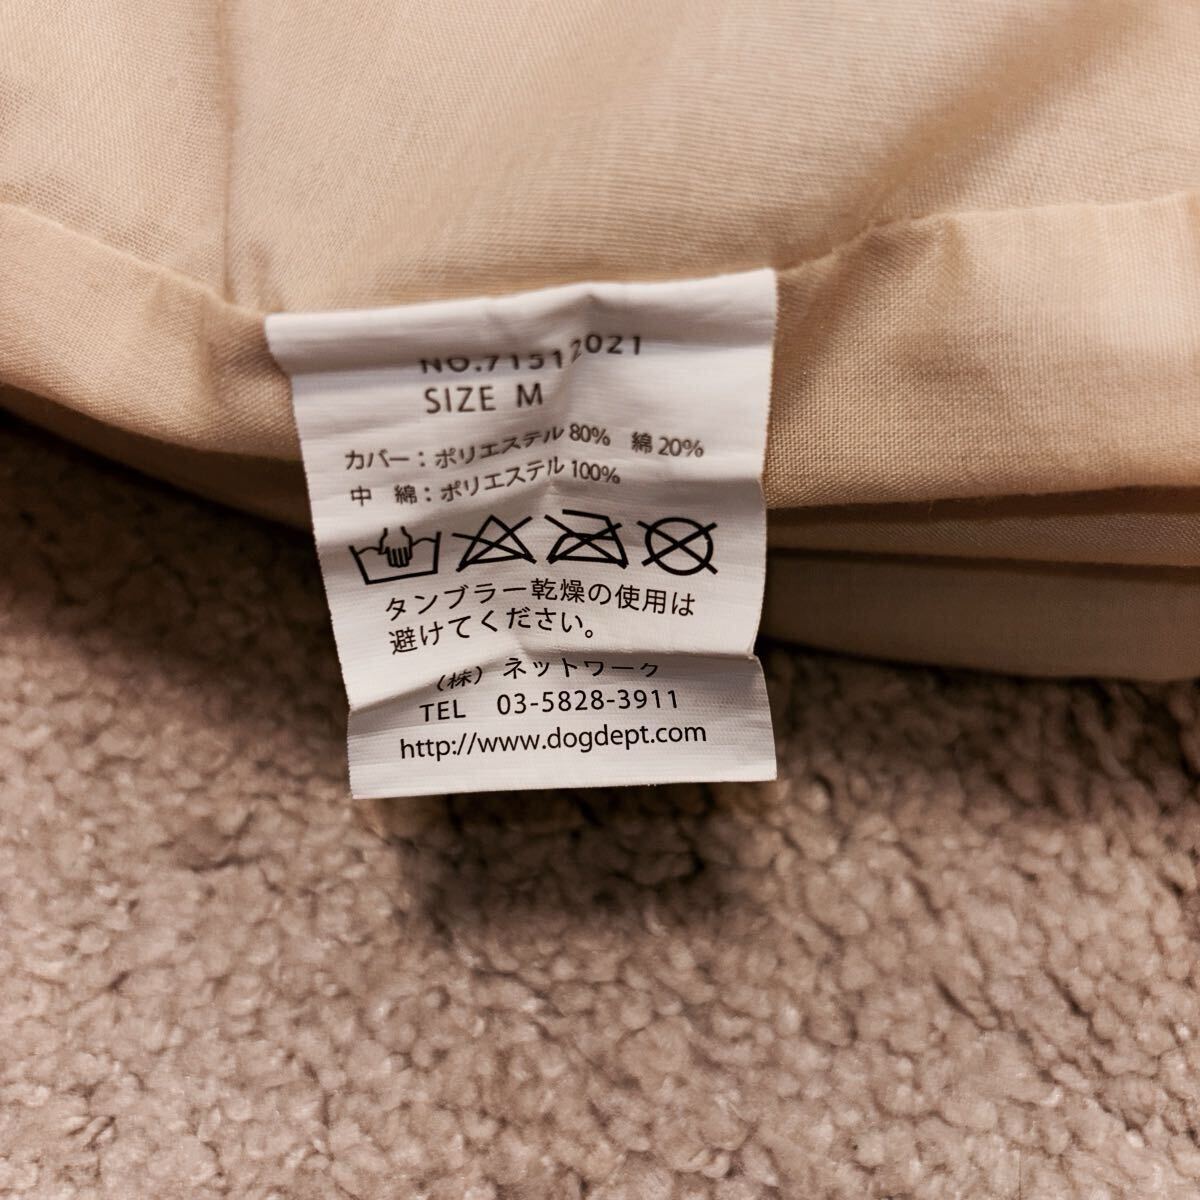 NO.71512021
SIZE M
カバー：ポリエステル 80%　綿 20%
中　綿：ポリエステル 100%
タンブラー乾燥の使用は
避けてください。
（株）ネットワーク
TEL　03-5828-3911
http://www.dogdept.com